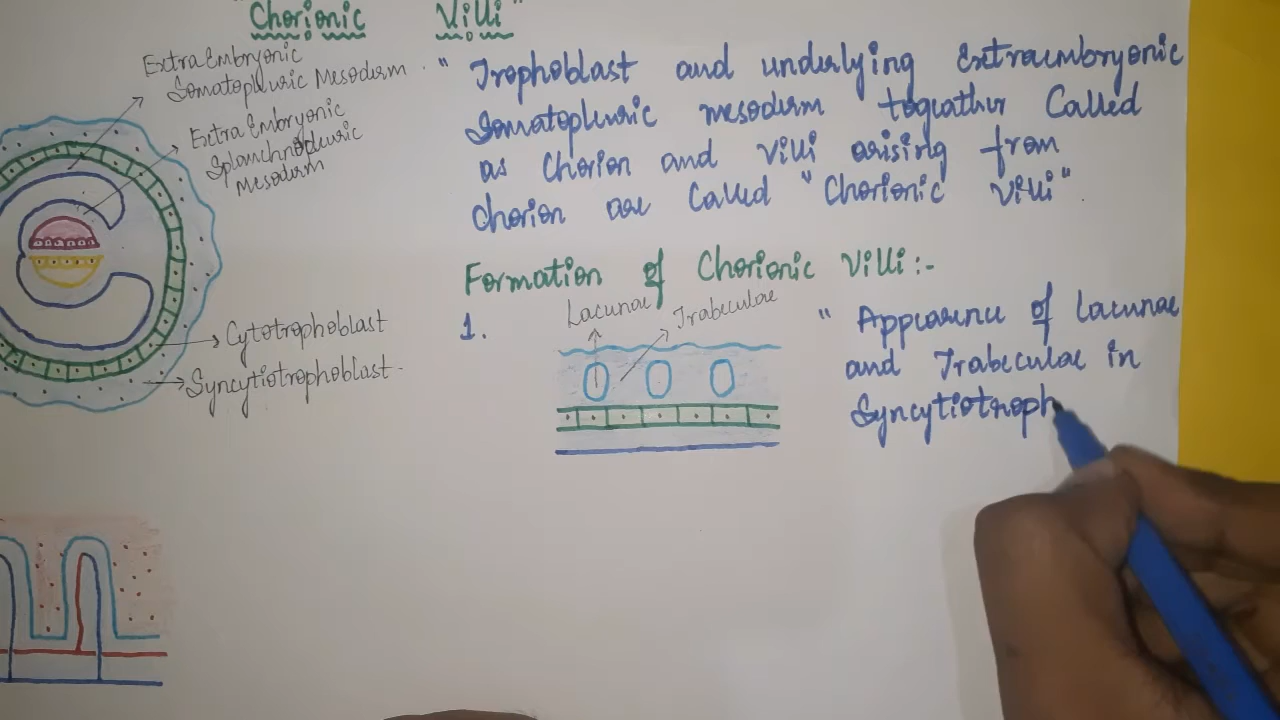 "Chorionic Villi"
Extra Embryonic
Somatopleuric Mesoderm
Extra Embryonic
Splanchnopleuric
Mesoderm
Cytotrophoblast
Syncytiotrophoblast
" Trophoblast and underlying Extraembryonic
Somatopleuric mesoderm togeather Called
as Chorion and Villi arising from
Chorion are Called "Chorionic Villi".
Formation of Chorionic Villi :-
1.
Lacunae
Trabeculae
" Appearence of Lacunae
and Trabeculae in
Syncytiotroph